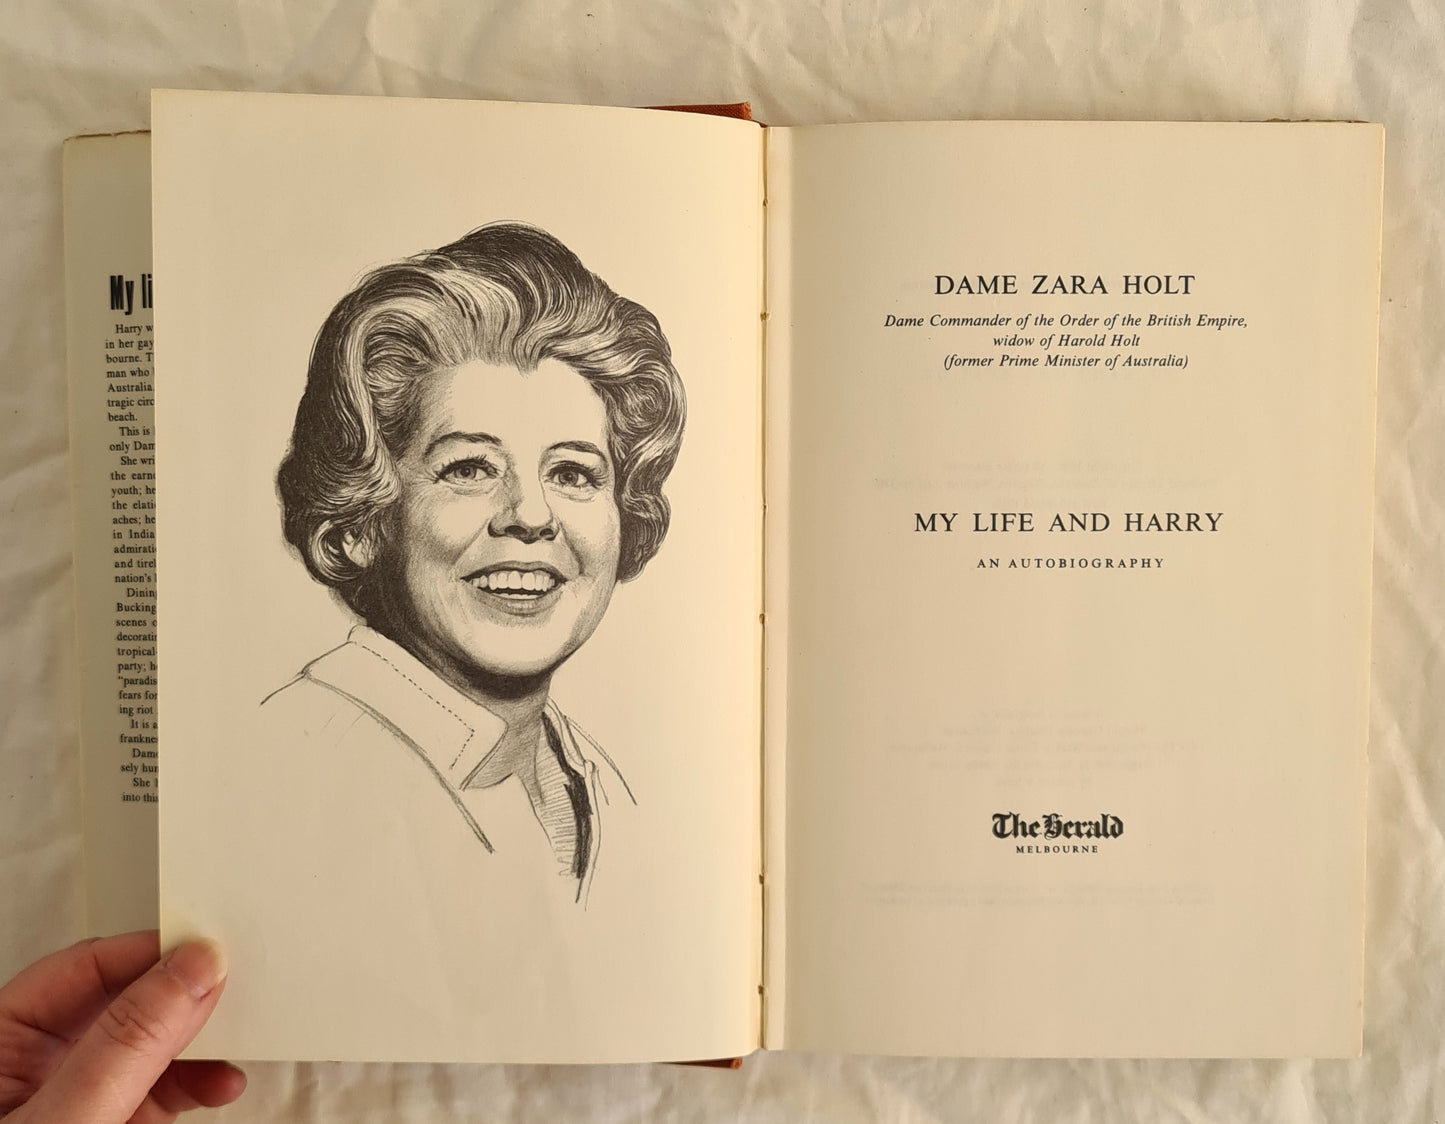 My li
Harry w
in her gay
bourne. T
man who
Australia.
tragic circ
beach.
This is
only Dam
She wri
the earne
youth; he
the elati
aches; he
in India
admirati
and tirel
nation's
Dining
Bucking
scenes o
decorati
tropical-
party; h
"paradis
fears for
ing riot
It is a
frankne
Dame
sely hum
She
into this
DAME ZARA HOLT
Dame Commander of the Order of the British Empire,
widow of Harold Holt
(former Prime Minister of Australia)
MY LIFE AND HARRY
AN AUTOBIOGRAPHY
The Herald
MELBOURNE